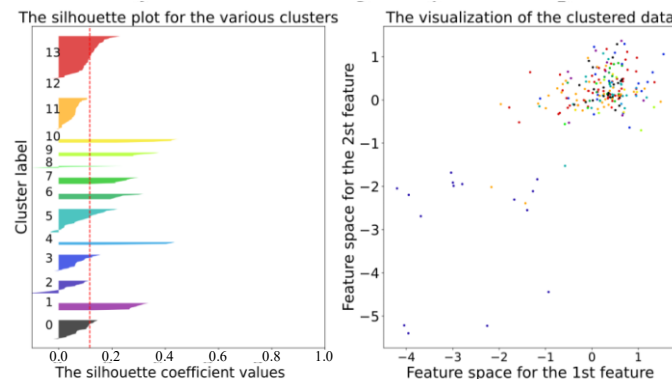 The silhouette plot for the various clusters
13
12
11
10
9
8
7
6
5
4
3
2
1
0
Cluster label
0.0 0.2 0.4 0.6 0.8 1.0
The silhouette coefficient values
The visualization of the clustered data
1
0
−1
−2
−3
−4
−5
Feature space for the 2st feature
−4 −3 −2 −1 0 1
Feature space for the 1st feature